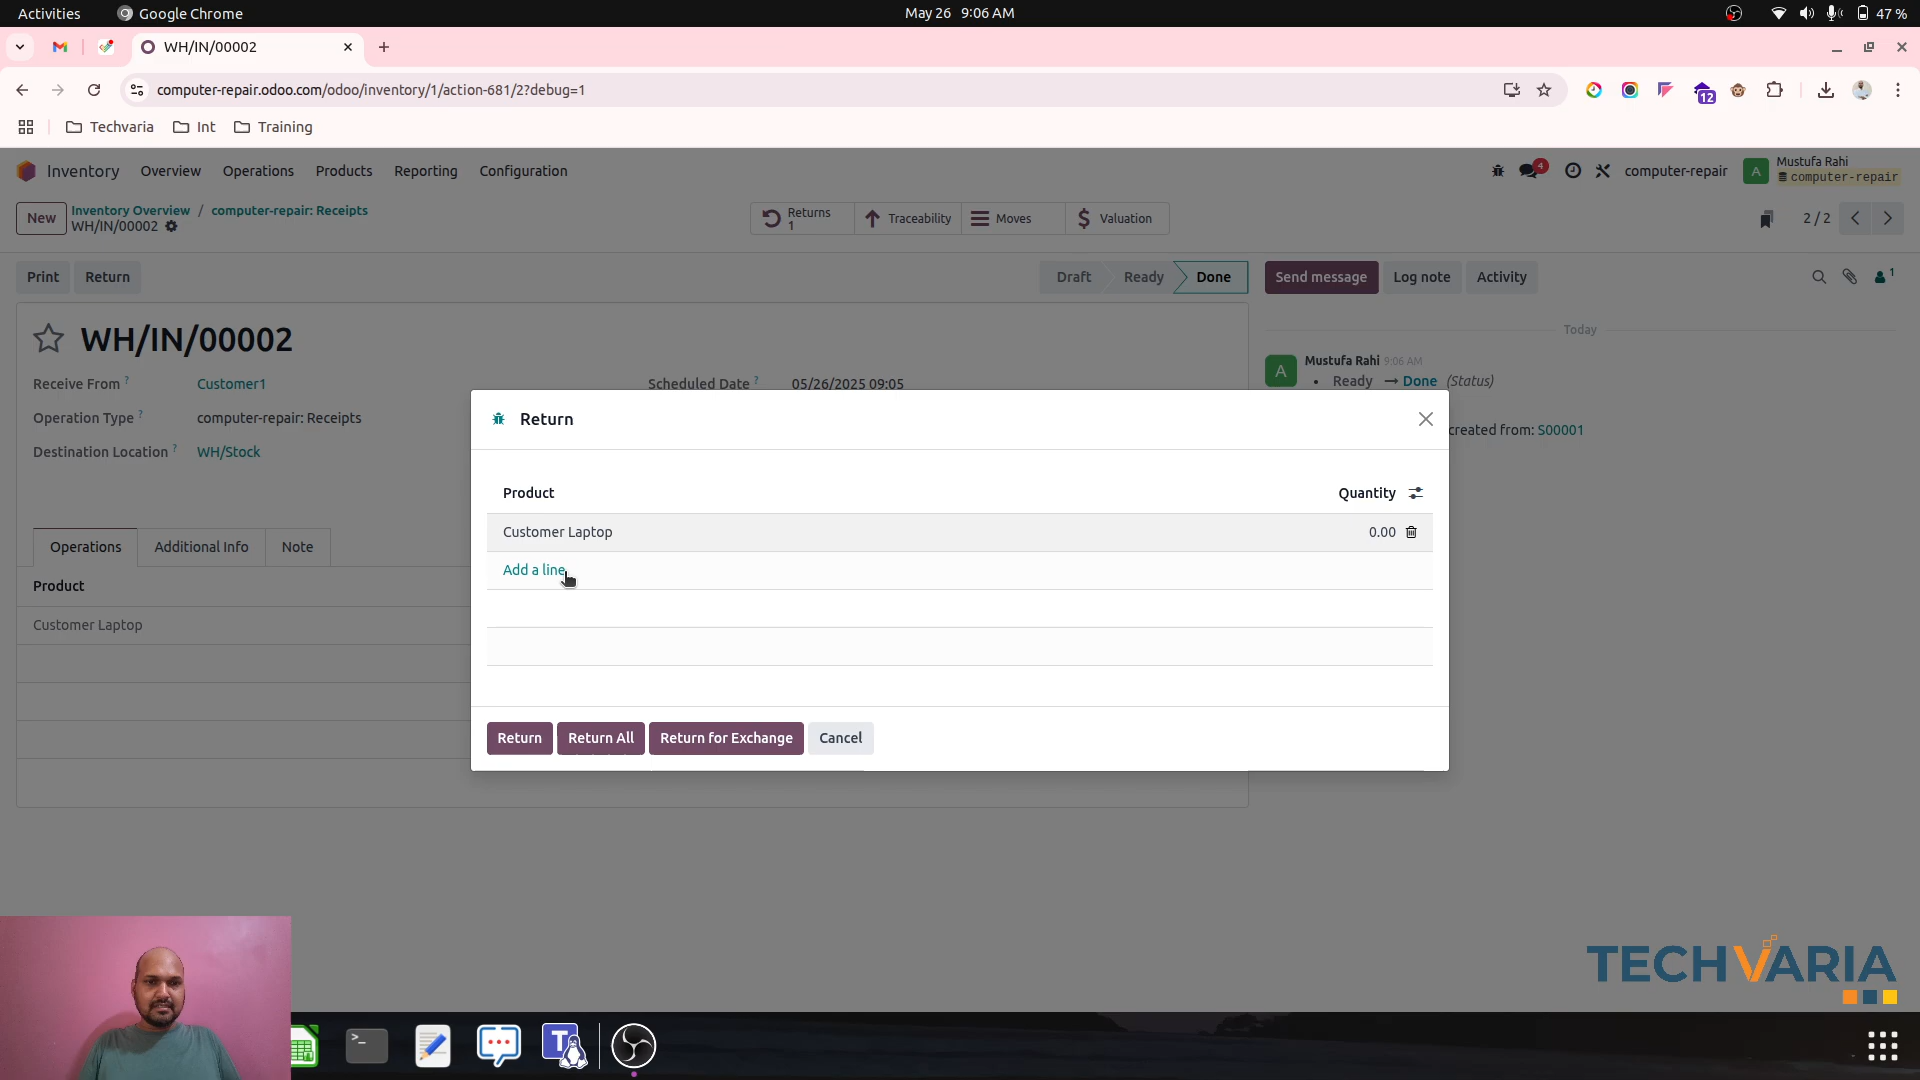 Activities
Google Chrome
May 26 9:06 AM
47 %
WH/IN/00002
computer-repair.odoo.com/odoo/inventory/1/action-681/2?debug=1
12
Techvaria
Int
Training
Inventory
Overview
Operations
Products
Reporting
Configuration
4
computer-repair
A
Mustufa Rahi
computer-repair
New
Inventory Overview / computer-repair: Receipts
WH/IN/00002
Returns
1
Traceability
Moves
Valuation
2 / 2
Print
Return
Draft
Ready
Done
Send message
Log note
Activity
1
WH/IN/00002
Today
Receive From ?
Customer1
Scheduled Date ?
05/26/2025 09:05
A
Mustufa Rahi 9:06 AM
• Ready → Done (Status)
Operation Type ?
computer-repair: Receipts
created from: S00001
Destination Location ?
WH/Stock
Operations
Additional Info
Note
Product
Customer Laptop
Return
Product
Quantity
Customer Laptop
0.00
Add a line
Return
Return All
Return for Exchange
Cancel
TECHVARIA
>_
T